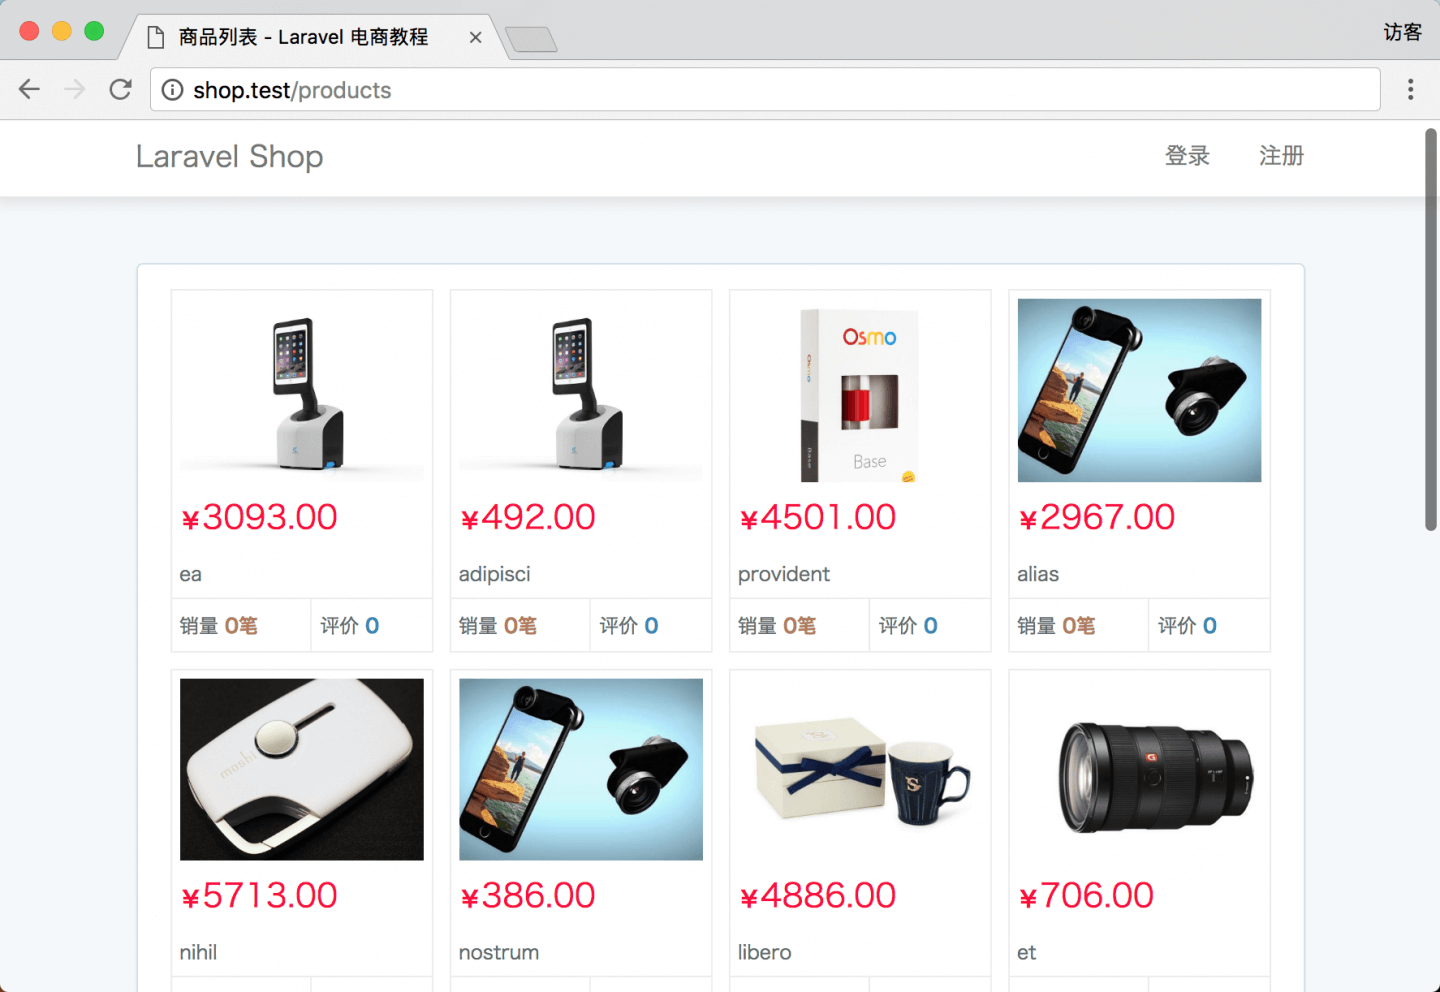 商品列表 - Laravel 电商教程
访客
shop.test/products
Laravel Shop
登录 注册
Osmo
Base
¥3093.00 ¥492.00 ¥4501.00 ¥2967.00
ea adipisci provident alias
销量 0笔 评价 0 销量 0笔 评价 0 销量 0笔 评价 0 销量 0笔 评价 0
moshi
S
G
¥5713.00 ¥386.00 ¥4886.00 ¥706.00
nihil nostrum libero et